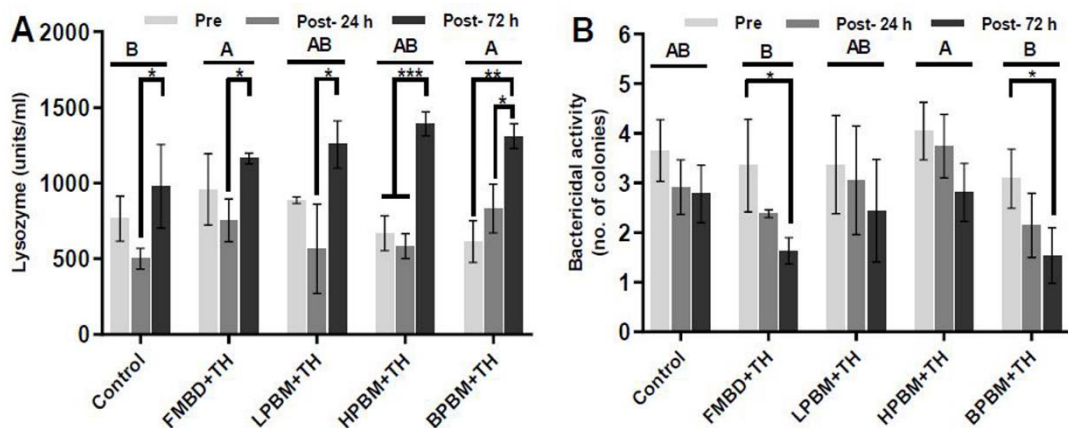 A
Pre
Post- 24 h
Post- 72 h
Lysozyme (units/ml)
2000
1500
1000
500
0
B
A
AB
AB
A
*
*
*
***
**
*
Control
FMBD+TH
LPBM+TH
HPBM+TH
BPBM+TH
B
Pre
Post- 24 h
Post- 72 h
Bactericidal activity
(no. of colonies)
6
5
4
3
2
1
0
AB
B
AB
A
B
*
*
Control
FMBD+TH
LPBM+TH
HPBM+TH
BPBM+TH